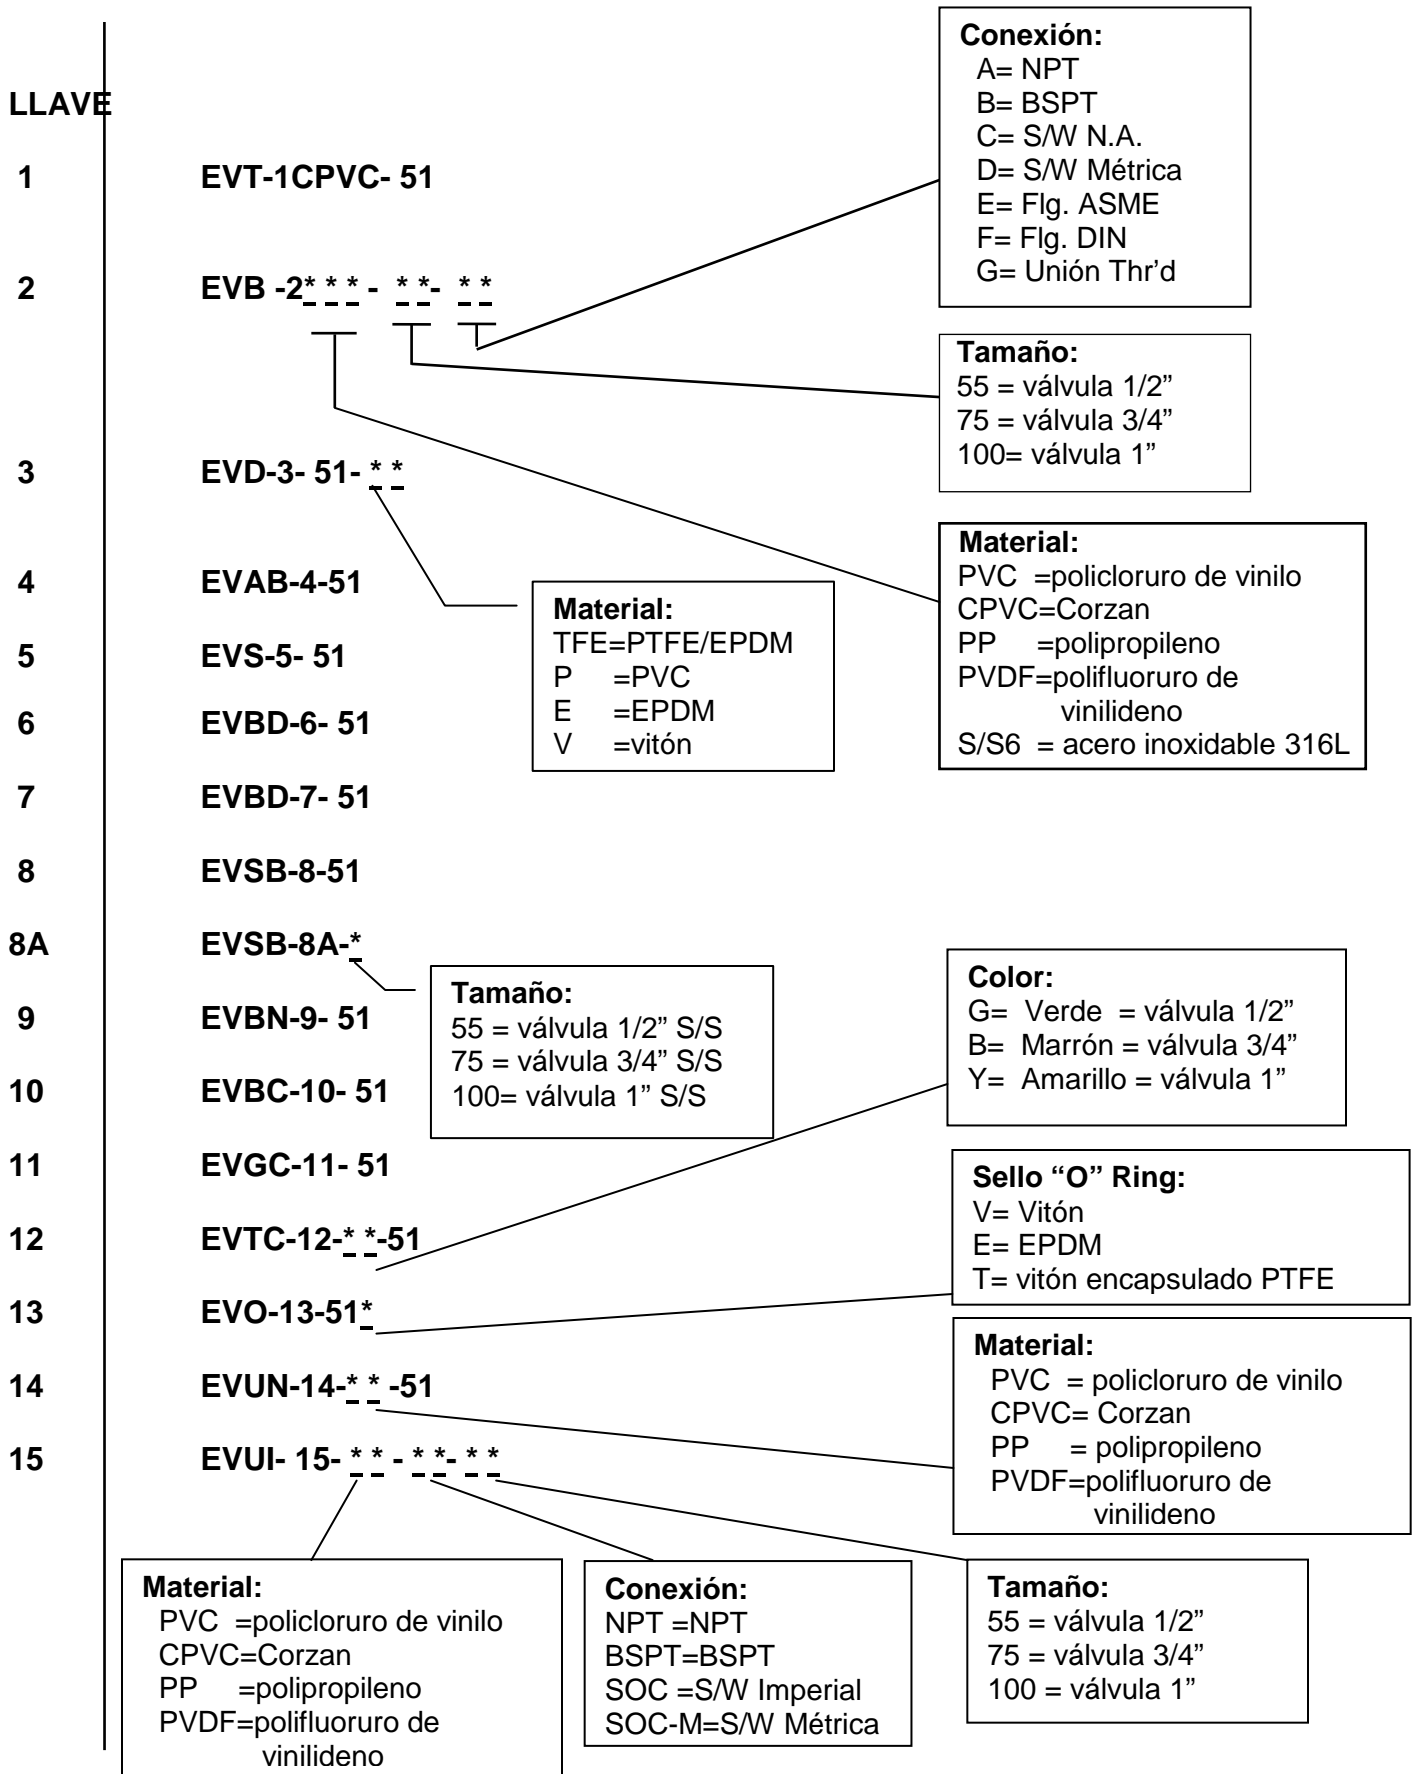 LLAVE
1 EVT-1CPVC- 51
2 EVB -2* * * - * *- * *
3 EVD-3- 51- * *
4 EVAB-4-51
5 EVS-5- 51
6 EVBD-6- 51
7 EVBD-7- 51
8 EVSB-8-51
8A EVSB-8A-*
9 EVBN-9- 51
10 EVBC-10- 51
11 EVGC-11- 51
12 EVTC-12-* *-51
13 EVO-13-51*
14 EVUN-14-* * -51
15 EVUI- 15- * * - * *- * *
Conexión:
A= NPT
B= BSPT
C= S/W N.A.
D= S/W Métrica
E= Flg. ASME
F= Flg. DIN
G= Unión Thr’d
Tamaño:
55 = válvula 1/2”
75 = válvula 3/4”
100= válvula 1”
Material:
PVC =policloruro de vinilo
CPVC=Corzan
PP =polipropileno
PVDF=polifluoruro de
vinilideno
S/S6 = acero inoxidable 316L
Material:
TFE=PTFE/EPDM
P =PVC
E =EPDM
V =vitón
Tamaño:
55 = válvula 1/2” S/S
75 = válvula 3/4” S/S
100= válvula 1” S/S
Color:
G= Verde = válvula 1/2”
B= Marrón = válvula 3/4”
Y= Amarillo = válvula 1”
Sello “O” Ring:
V= Vitón
E= EPDM
T= vitón encapsulado PTFE
Material:
PVC = policloruro de vinilo
CPVC= Corzan
PP = polipropileno
PVDF=polifluoruro de
vinilideno
Material:
PVC =policloruro de vinilo
CPVC=Corzan
PP =polipropileno
PVDF=polifluoruro de
vinilideno
Conexión:
NPT =NPT
BSPT=BSPT
SOC =S/W Imperial
SOC-M=S/W Métrica
Tamaño:
55 = válvula 1/2”
75 = válvula 3/4”
100 = válvula 1”